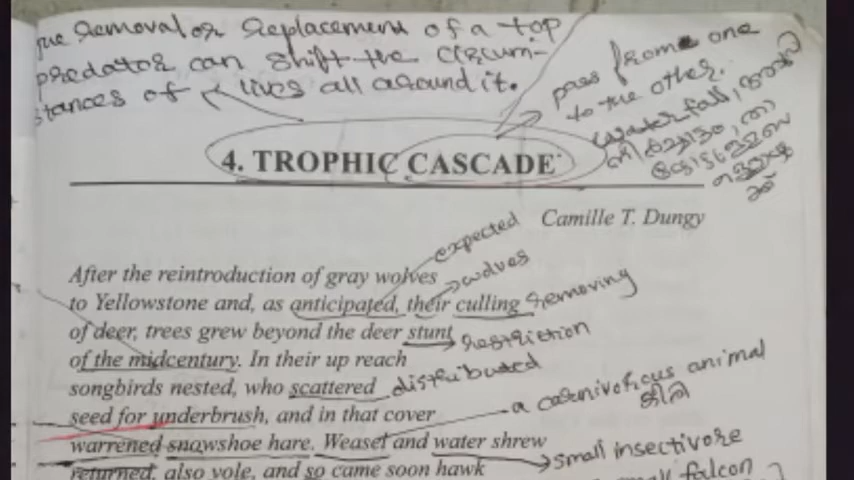 The Removal or Replacement of a top
predator can shift the circum-
stances of lives all around it.
pass from one
to the other.
waterfall,
4. TROPHIC CASCADE
Camille T. Dungy
expected
After the reintroduction of gray wolves
wolves
to Yellowstone and, as anticipated, their culling removing
of deer, trees grew beyond the deer stunt restriction
of the midcentury. In their up reach
songbirds nested, who scattered distributed
seed for underbrush, and in that cover
a carnivorous animal
കീരി
warrened snowshoe hare. Weasel and water shrew
small insectivore
returned, also vole, and so came soon hawk
small falcon